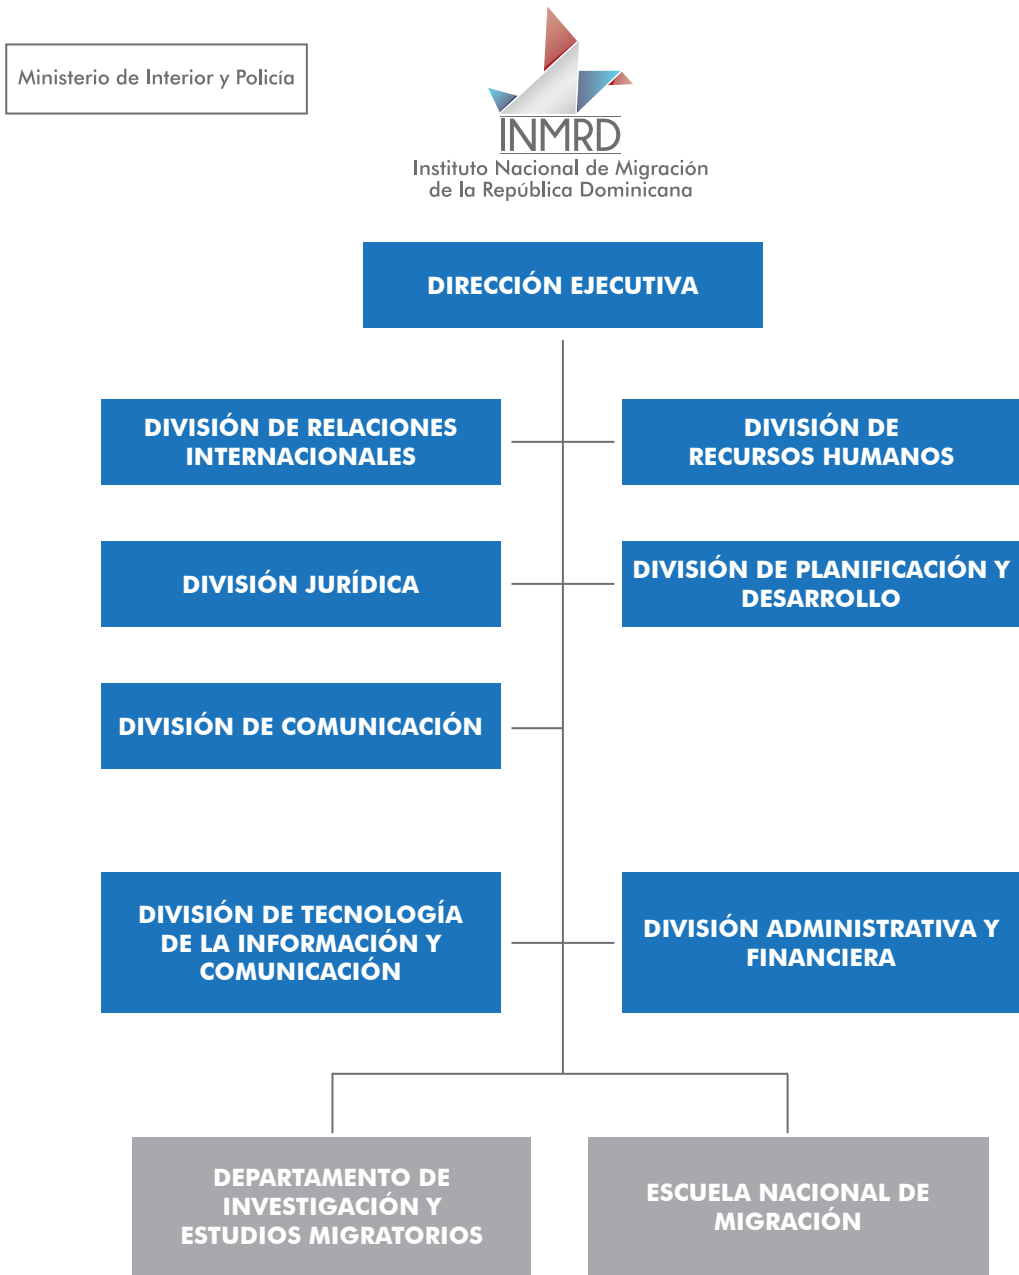 Ministerio de Interior y Policía
INMRD
Instituto Nacional de Migración
de la República Dominicana
DIRECCIÓN EJECUTIVA
DIVISIÓN DE RELACIONES
INTERNACIONALES
DIVISIÓN DE
RECURSOS HUMANOS
DIVISIÓN JURÍDICA
DIVISIÓN DE PLANIFICACIÓN Y
DESARROLLO
DIVISIÓN DE COMUNICACIÓN
DIVISIÓN DE TECNOLOGÍA
DE LA INFORMACIÓN Y
COMUNICACIÓN
DIVISIÓN ADMINISTRATIVA Y
FINANCIERA
DEPARTAMENTO DE
INVESTIGACIÓN Y
ESTUDIOS MIGRATORIOS
ESCUELA NACIONAL DE
MIGRACIÓN